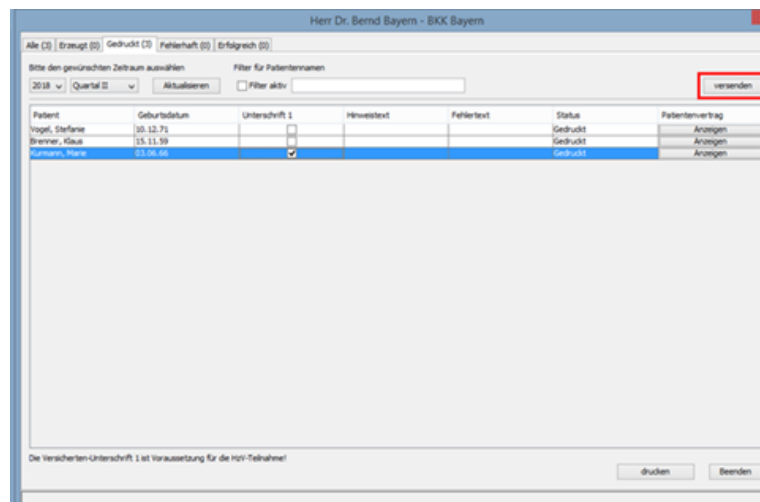 Herr Dr. Bernd Bayern - BKK Bayern
Alle (3) Erzeugt (0) Gedruckt (3) Fehlerhaft (0) Erfolgreich (0)
Bitte den gewünschten Zeitraum auswählen Filter für Patientennamen
2018 Quartal II Aktualisieren Filter aktiv versenden
Patient Geburtsdatum Unterschrift 1 Hinweistext Fehlertext Status Patientenvertrag
Vogel, Stefanie 10.12.71 Gedruckt Anzeigen
Brenner, Klaus 15.11.59 Gedruckt Anzeigen
Kurmann, Marie 03.06.66 Gedruckt Anzeigen
Die Versicherten-Unterschrift 1 ist Voraussetzung für die HzV-Teilnahme!
drucken Beenden